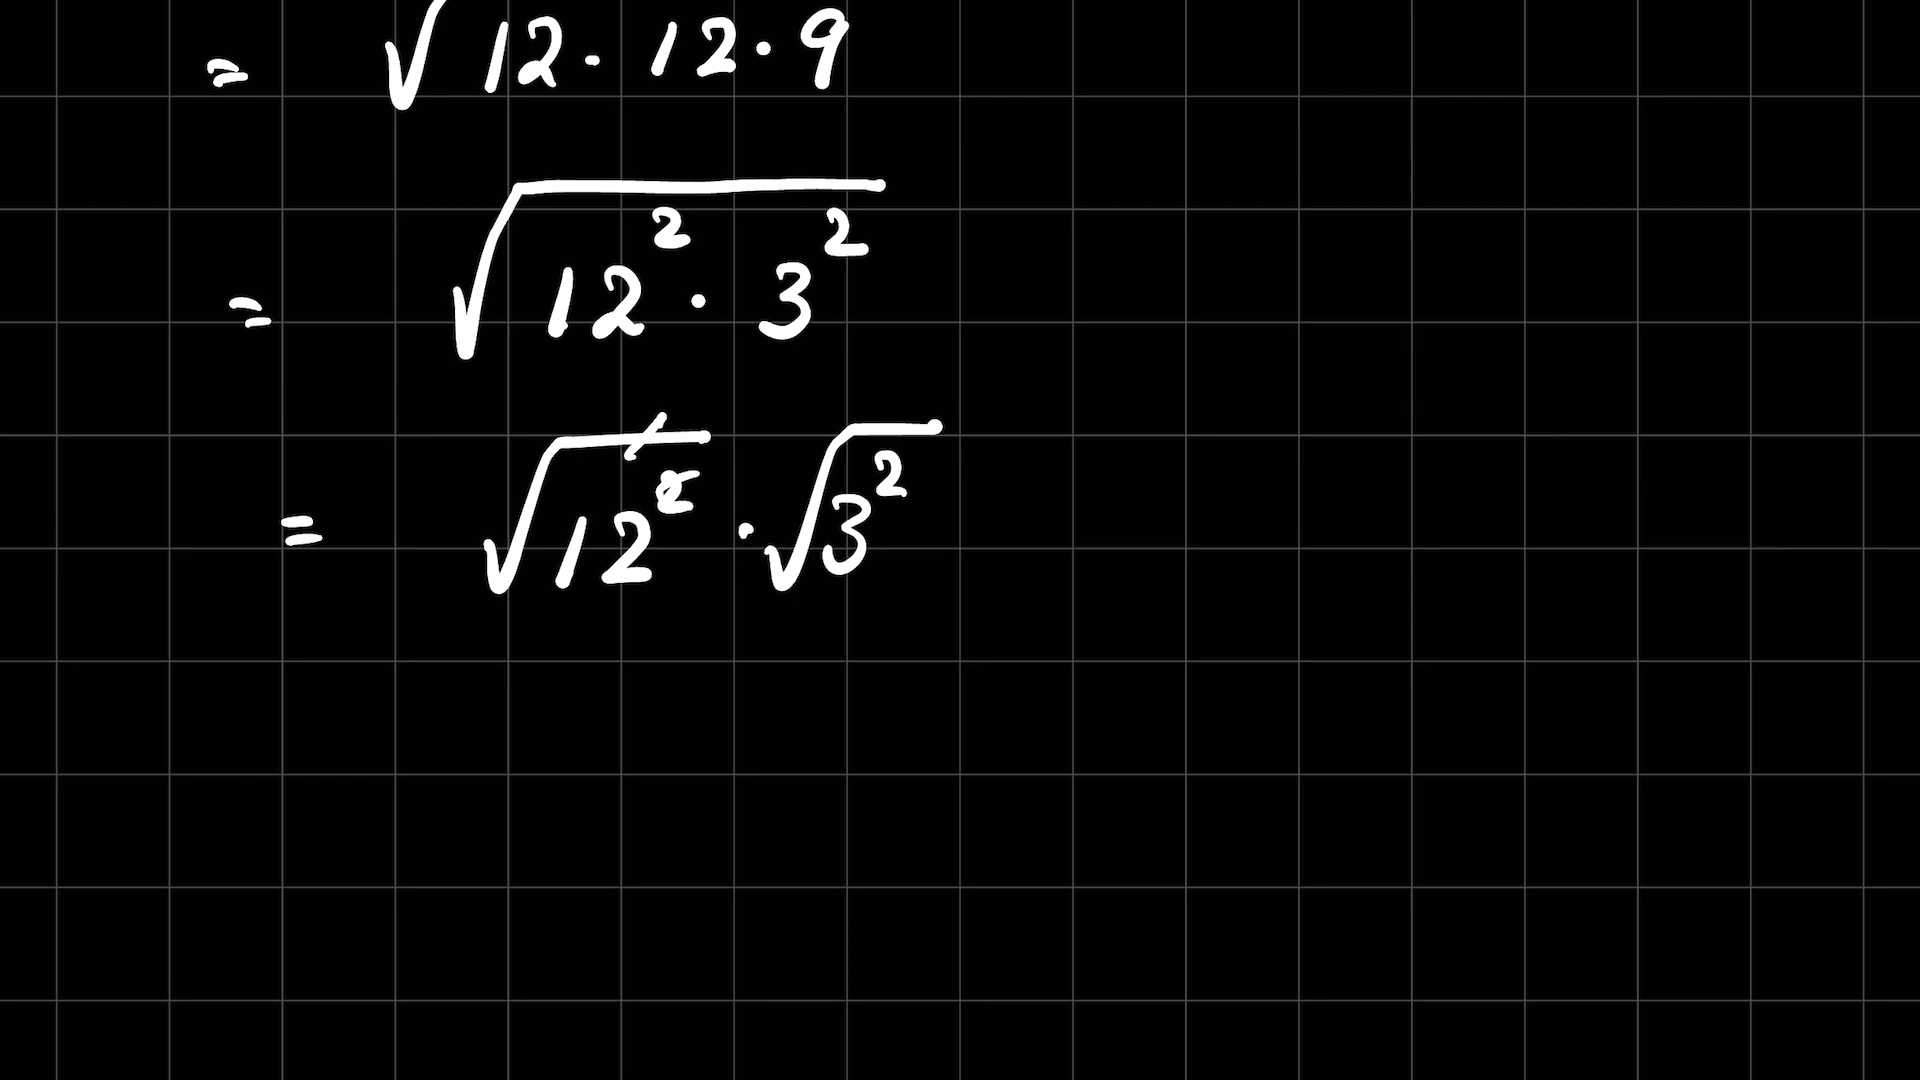 = √12 · 12 · 9
= √12² · 3²
= √12² · √3²